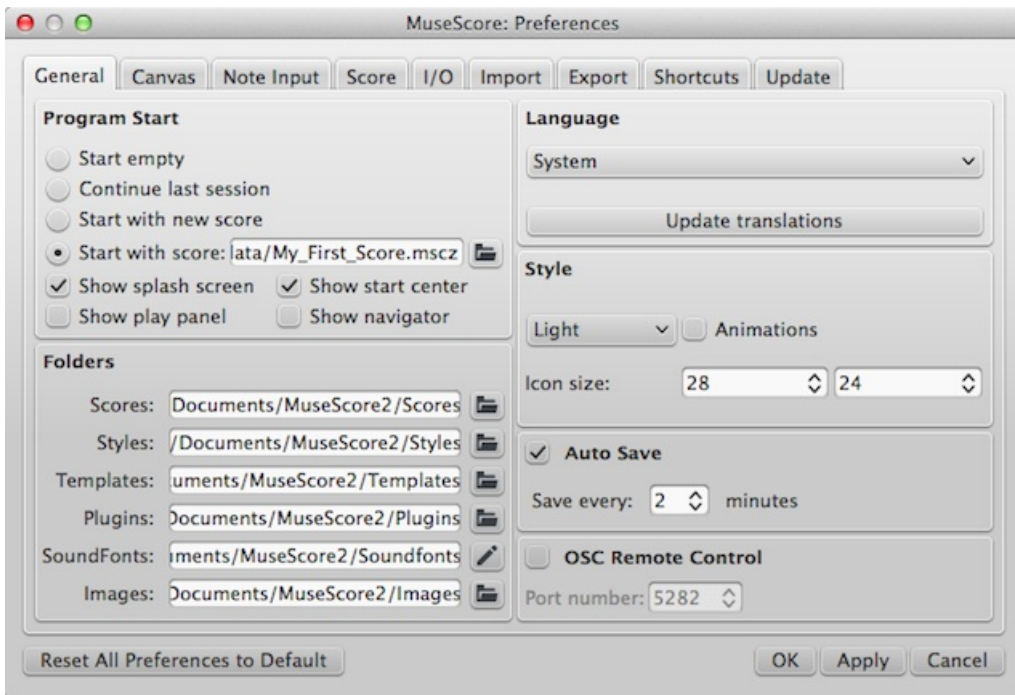 MuseScore: Preferences
General Canvas Note Input Score I/O Import Export Shortcuts Update
Program Start
Start empty
Continue last session
Start with new score
Start with score: lata/My_First_Score.mscz
Show splash screen Show start center
Show play panel Show navigator
Folders
Scores: Documents/MuseScore2/Scores
Styles: /Documents/MuseScore2/Styles
Templates: uments/MuseScore2/Templates
Plugins: Documents/MuseScore2/Plugins
SoundFonts: uments/MuseScore2/Soundfonts
Images: Documents/MuseScore2/Images
Language
System
Update translations
Style
Light Animations
Icon size: 28 24
Auto Save
Save every: 2 minutes
OSC Remote Control
Port number: 5282
Reset All Preferences to Default OK Apply Cancel